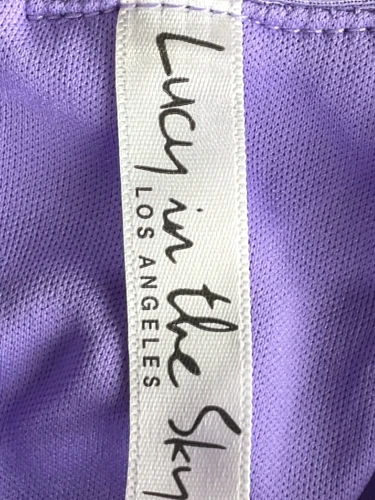 Lucy in the Sky
LOS ANGELES